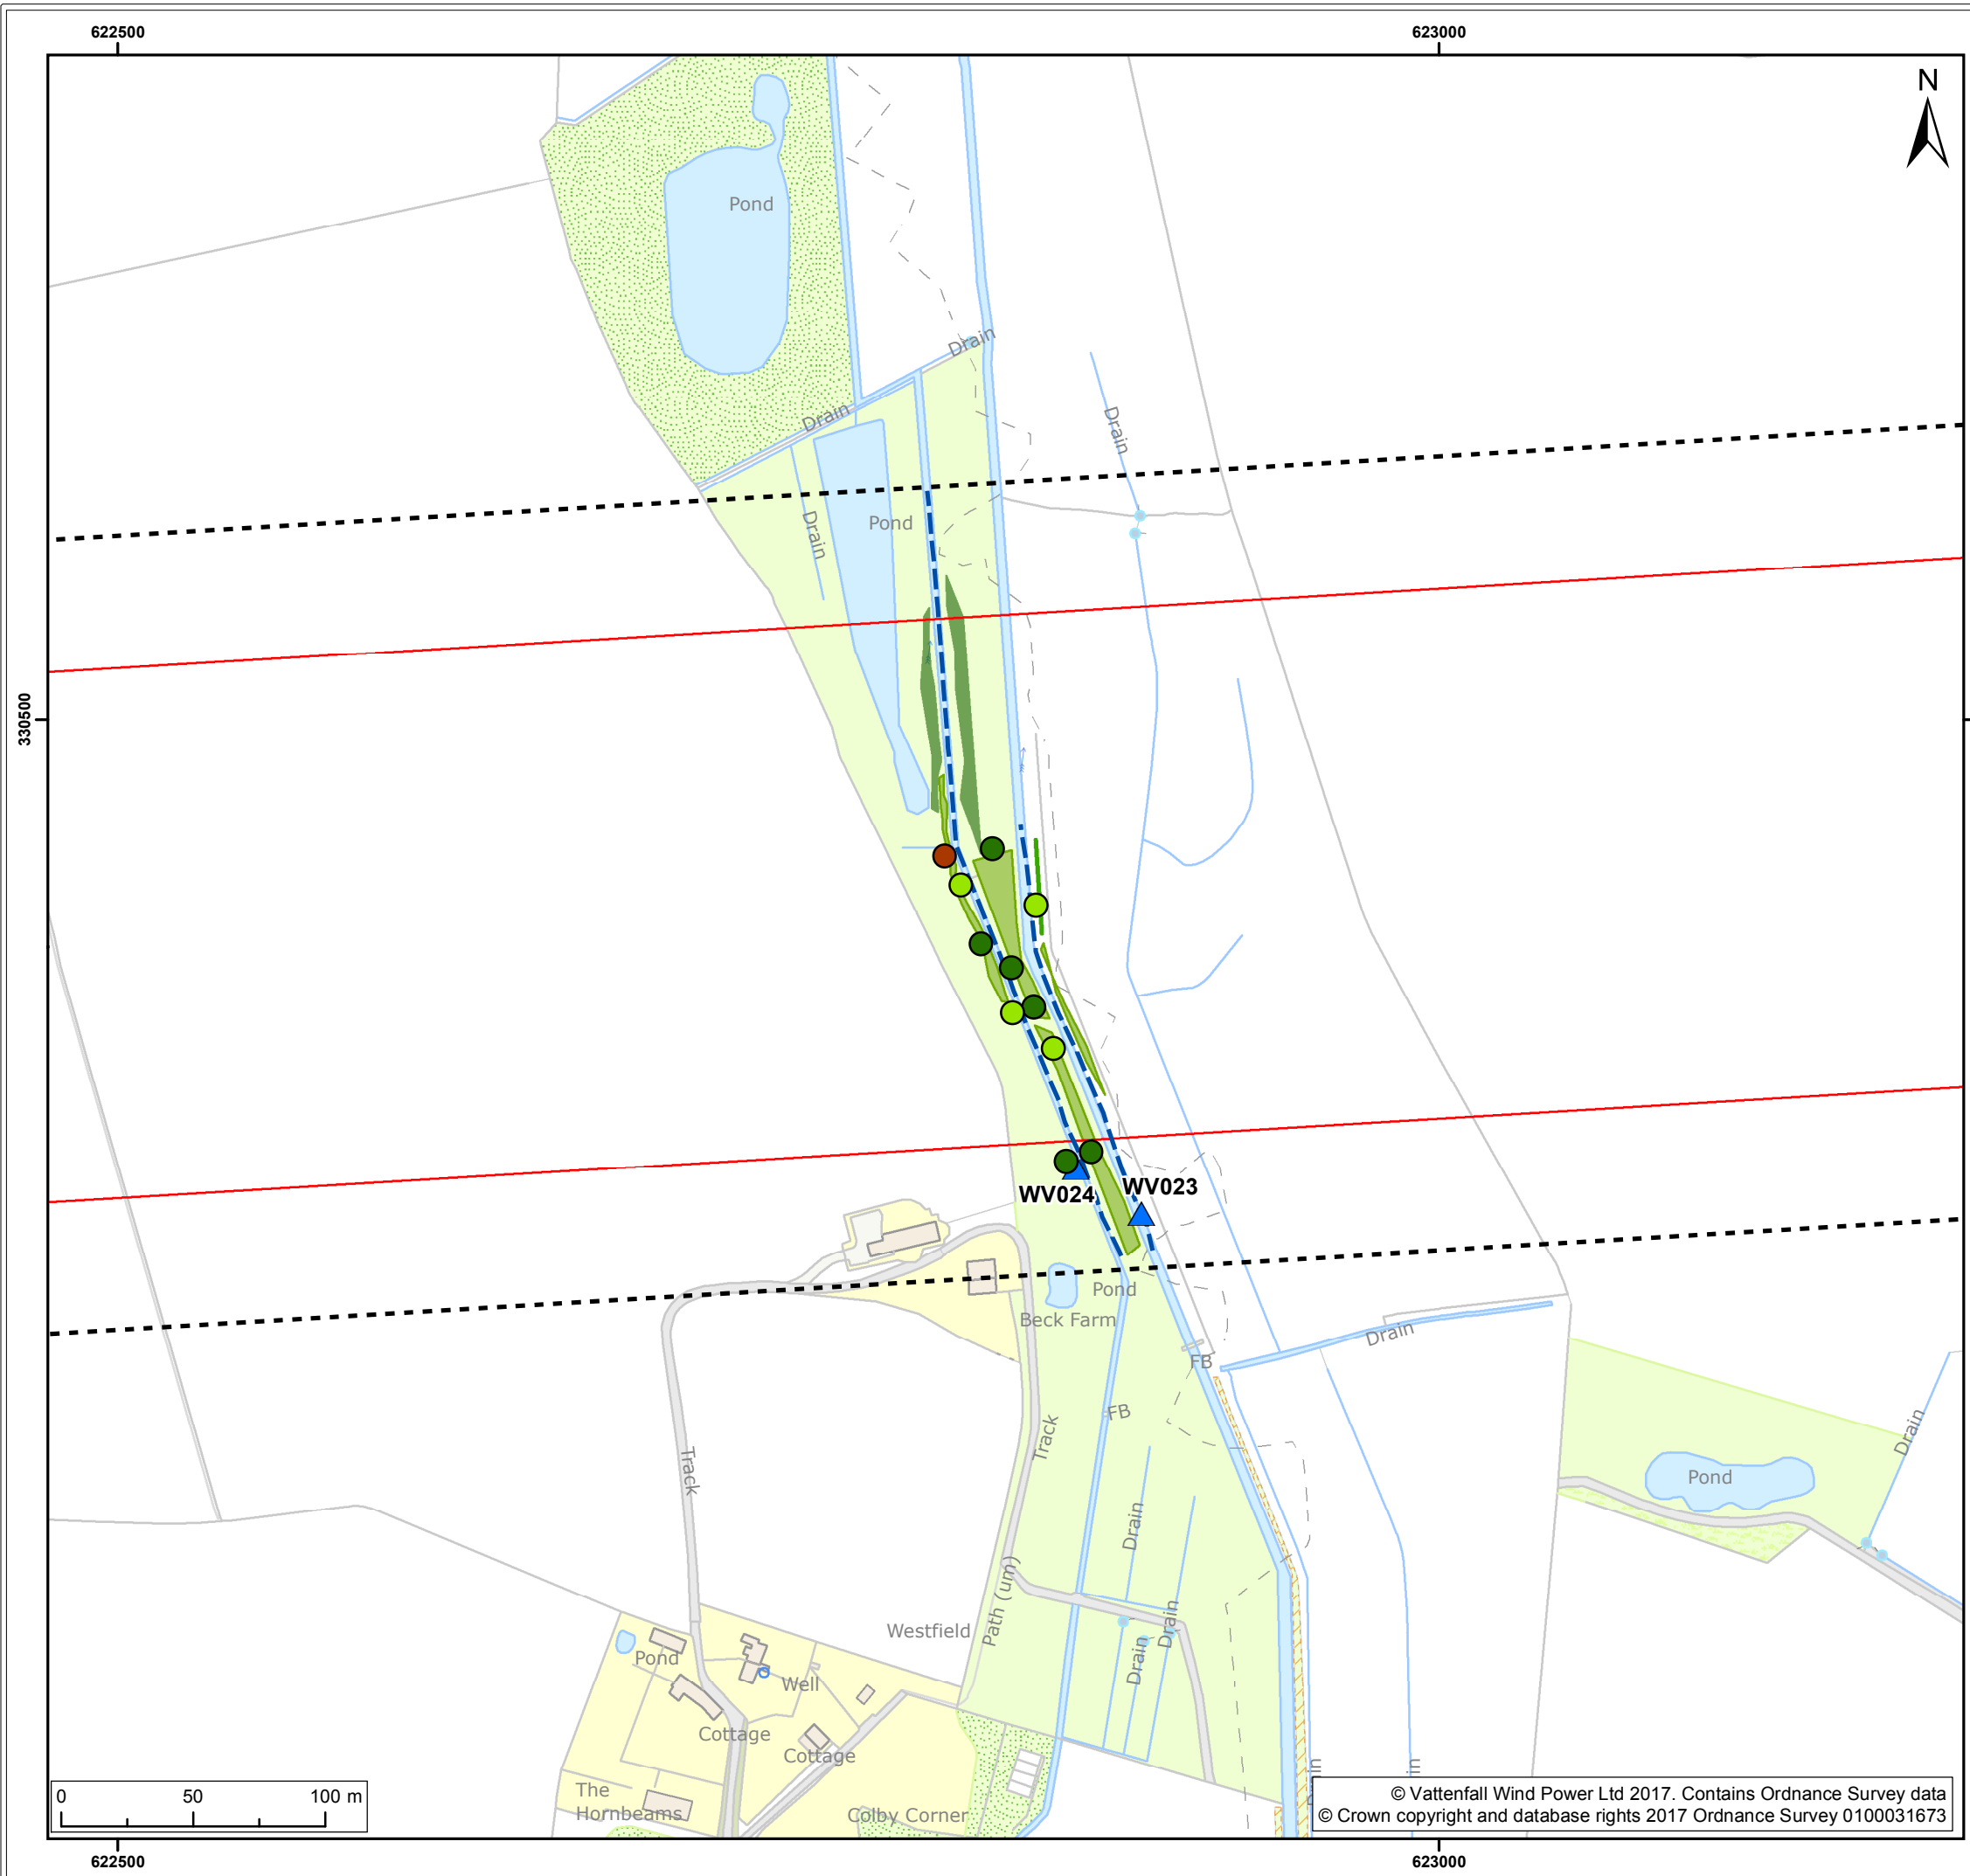 622500
623000
N
Pond
Drain
Drain
Drain
Pond
Drain
330500
WV024
WV023
Pond
Beck Farm
Drain
FB
FB
Track
Track
Drain
Pond
Drain
Path (um)
Westfield
Drain
Drain
Pond
Well
Cottage
Cottage
The
Hornbeams
Colby Corner
0 50 100 m
© Vattenfall Wind Power Ltd 2017. Contains Ordnance Survey data
© Crown copyright and database rights 2017 Ordnance Survey 0100031673
622500
623000